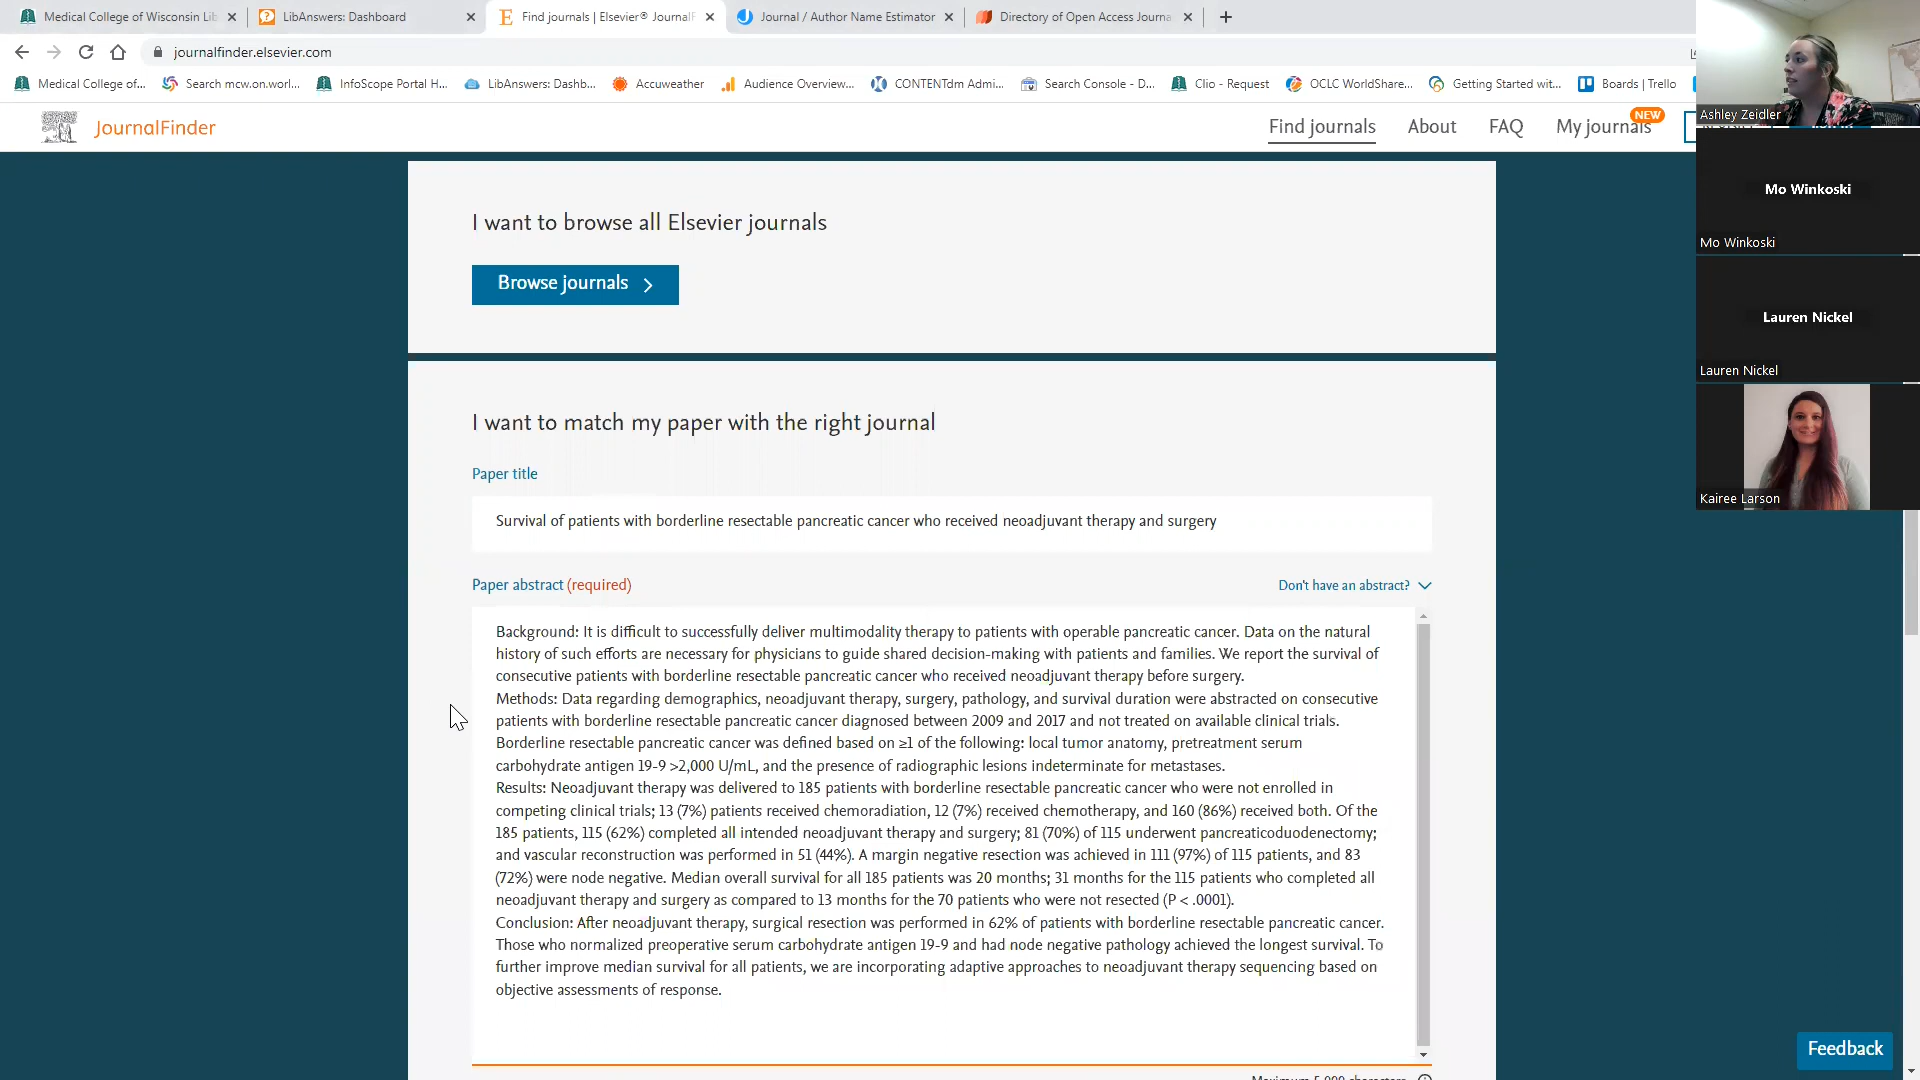 Medical College of Wisconsin Lib
LibAnswers: Dashboard
Find journals | Elsevier® JournalF
Journal / Author Name Estimator
Directory of Open Access Journa
journalfinder.elsevier.com
Medical College of...
Search mcw.on.worl...
InfoScope Portal H...
LibAnswers: Dashb...
Accuweather
Audience Overview...
CONTENTdm Admi...
Search Console - D...
Clio - Request
OCLC WorldShare...
Getting Started wit...
Boards | Trello
JournalFinder
Find journals
About
FAQ
My journals
NEW
Ashley Zeidler
Mo Winkoski
Mo Winkoski
Lauren Nickel
Lauren Nickel
Kairee Larson
I want to browse all Elsevier journals
Browse journals
I want to match my paper with the right journal
Paper title
Survival of patients with borderline resectable pancreatic cancer who received neoadjuvant therapy and surgery
Paper abstract (required)
Don't have an abstract?
Background: It is difficult to successfully deliver multimodality therapy to patients with operable pancreatic cancer. Data on the natural
history of such efforts are necessary for physicians to guide shared decision-making with patients and families. We report the survival of
consecutive patients with borderline resectable pancreatic cancer who received neoadjuvant therapy before surgery.
Methods: Data regarding demographics, neoadjuvant therapy, surgery, pathology, and survival duration were abstracted on consecutive
patients with borderline resectable pancreatic cancer diagnosed between 2009 and 2017 and not treated on available clinical trials.
Borderline resectable pancreatic cancer was defined based on ≥1 of the following: local tumor anatomy, pretreatment serum
carbohydrate antigen 19-9 >2,000 U/mL, and the presence of radiographic lesions indeterminate for metastases.
Results: Neoadjuvant therapy was delivered to 185 patients with borderline resectable pancreatic cancer who were not enrolled in
competing clinical trials; 13 (7%) patients received chemoradiation, 12 (7%) received chemotherapy, and 160 (86%) received both. Of the
185 patients, 115 (62%) completed all intended neoadjuvant therapy and surgery; 81 (70%) of 115 underwent pancreaticoduodenectomy;
and vascular reconstruction was performed in 51 (44%). A margin negative resection was achieved in 111 (97%) of 115 patients, and 83
(72%) were node negative. Median overall survival for all 185 patients was 20 months; 31 months for the 115 patients who completed all
neoadjuvant therapy and surgery as compared to 13 months for the 70 patients who were not resected (P < .0001).
Conclusion: After neoadjuvant therapy, surgical resection was performed in 62% of patients with borderline resectable pancreatic cancer.
Those who normalized preoperative serum carbohydrate antigen 19-9 and had node negative pathology achieved the longest survival. To
further improve median survival for all patients, we are incorporating adaptive approaches to neoadjuvant therapy sequencing based on
objective assessments of response.
Maximum 5,000 characters
Feedback